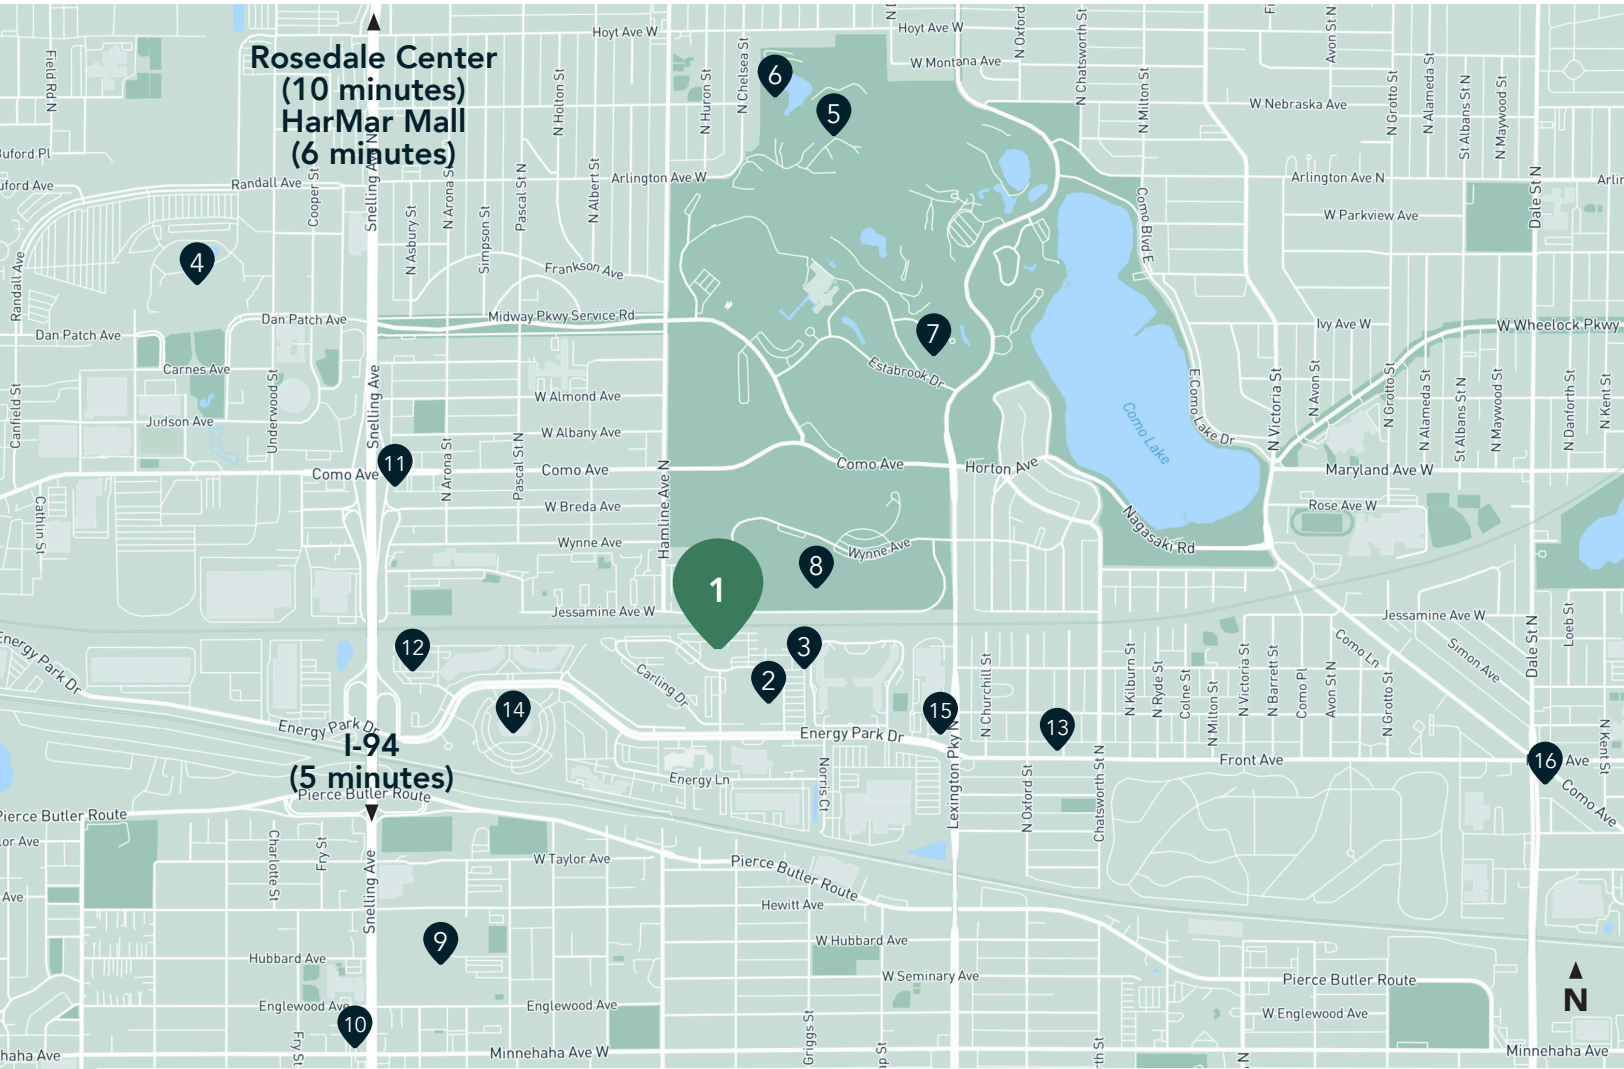 Hoyt Ave W
Hoyt Ave W
W Montana Ave
N Oxford
N Chatsworth St
Avon St N
Field Rd N
N Holton St
N Huron St
N Chelsea St
N Milton St
W Nebraska Ave
N Grotto St
N Alameda St
St Albans St N
N Maywood St
Rosedale Center
(10 minutes)
HarMar Mall
(6 minutes)
6
5
Snelling Ave N
Randall Ave
Cooper St
N Asbury St
N Arona St
Simpson St
Pascal St N
N Albert St
Arlington Ave W
Como Blvd E
Arlington Ave N
W Parkview Ave
Dale St N
4
Randall Ave
Frankson Ave
Dan Patch Ave
Dan Patch Ave
Midway Pkwy Service Rd
7
Ivy Ave W
W Wheelock Pkwy
Carnes Ave
Judson Ave
Canfield St
Underwood St
Snelling Ave
W Almond Ave
W Albany Ave
Estabrook Dr
Como Lake
E Como Lake Dr
N Victoria St
N Avon St
N Grotto St
N Alameda St
St Albans St N
N Maywood St
N Danforth St
N Kent St
11
Como Ave
N Arona St
Pascal St N
Como Ave
Hamline Ave N
Como Ave
Horton Ave
Maryland Ave W
Cathlin St
W Breda Ave
Wynne Ave
Wynne Ave
Nagasaki Rd
Rose Ave W
1
8
Jessamine Ave W
Jessamine Ave W
Loeb St
Energy Park Dr
12
3
2
Carling Dr
14
15
13
N Churchill St
N Kilburn St
N Ryde St
Colne St
N Milton St
N Victoria St
N Barrett St
Como Pl
Avon St N
Como Ln
N Grotto St
Simon Ave
Dale St N
N Kent St
Energy Park Dr
I-94
(5 minutes)
Energy Park Dr
Energy Ln
Norris Ct
Lexington Pky N
N Oxford St
Chatsworth St N
Front Ave
16
Ave
Como Ave
Pierce Butler Route
Pierce Butler Route
Charlotte St
Fry St
Snelling Ave
W Taylor Ave
Pierce Butler Route
Ave
Hewitt Ave
9
W Hubbard Ave
Hubbard Ave
W Seminary Ave
Pierce Butler Route
N
Englewood Ave
Englewood Ave
W Englewood Ave
10
Fry St
Griggs St
Minnehaha Ave W
Minnehaha Ave